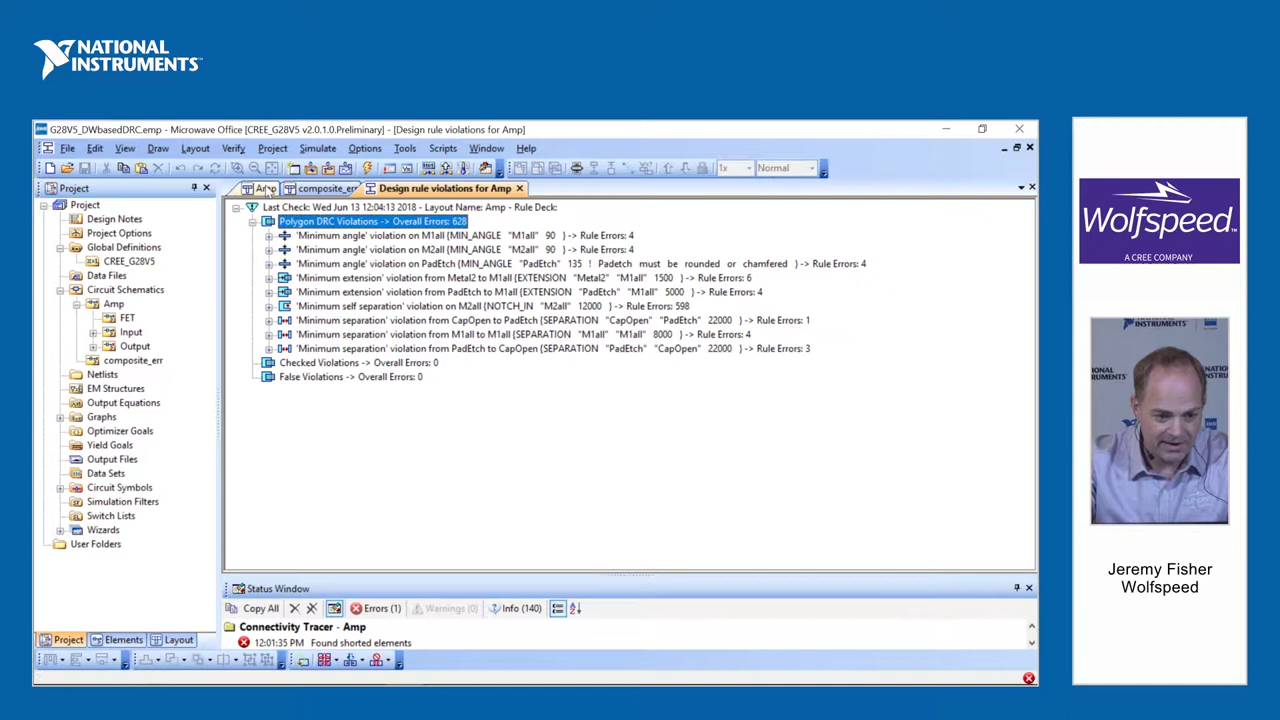 NATIONAL
INSTRUMENTS
G28V5_DWbasedDRC.emp - Microwave Office [CREE_G28V5 v2.0.1.0.Preliminary] - [Design rule violations for Amp]
File Edit View Draw Layout Verify Project Simulate Options Tools Scripts Window Help
1x Normal
Project
Amp composite_err Design rule violations for Amp
Project
Design Notes
Project Options
Global Definitions
CREE_G28V5
Data Files
Circuit Schematics
Amp
FET
Input
Output
composite_err
Netlists
EM Structures
Output Equations
Graphs
Optimizer Goals
Yield Goals
Output Files
Data Sets
Circuit Symbols
Simulation Filters
Switch Lists
Wizards
User Folders
Last Check: Wed Jun 13 12:04:13 2018 - Layout Name: Amp - Rule Deck:
Polygon DRC Violations -> Overall Errors: 628
'Minimum angle' violation on M1all {MIN_ANGLE "M1all" 90 } -> Rule Errors: 4
'Minimum angle' violation on M2all {MIN_ANGLE "M2all" 90 } -> Rule Errors: 4
'Minimum angle' violation on PadEtch {MIN_ANGLE "PadEtch" 135 ! Padetch must be rounded or chamfered } -> Rule Errors: 4
'Minimum extension' violation from Metal2 to M1all {EXTENSION "Metal2" "M1all" 1500 } -> Rule Errors: 6
'Minimum extension' violation from PadEtch to M1all {EXTENSION "PadEtch" "M1all" 5000 } -> Rule Errors: 4
'Minimum self separation' violation on M2all {NOTCH_IN "M2all" 12000 } -> Rule Errors: 598
'Minimum separation' violation from CapOpen to PadEtch {SEPARATION "CapOpen" "PadEtch" 22000 } -> Rule Errors: 1
'Minimum separation' violation from M1all to M1all {SEPARATION "M1all" "M1all" 8000 } -> Rule Errors: 4
'Minimum separation' violation from PadEtch to CapOpen {SEPARATION "PadEtch" "CapOpen" 22000 } -> Rule Errors: 3
Checked Violations -> Overall Errors: 0
False Violations -> Overall Errors: 0
Status Window
Copy All Errors (1) Warnings (0) Info (140)
Connectivity Tracer - Amp
12:01:35 PM Found shorted elements
Project Elements Layout
Wolfspeed
A CREE COMPANY
Jeremy Fisher
Wolfspeed